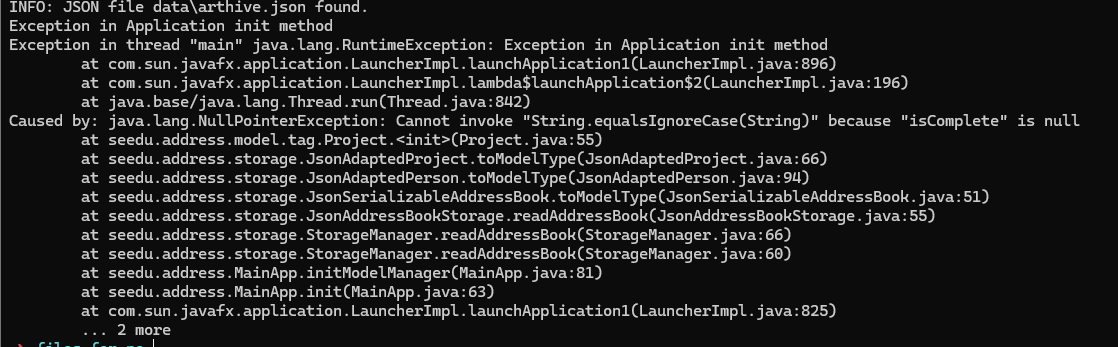 INFO: JSON file data\arthive.json found.
Exception in Application init method
Exception in thread "main" java.lang.RuntimeException: Exception in Application init method
at com.sun.javafx.application.LauncherImpl.launchApplication1(LauncherImpl.java:896)
at com.sun.javafx.application.LauncherImpl.lambda$launchApplication$2(LauncherImpl.java:196)
at java.base/java.lang.Thread.run(Thread.java:842)
Caused by: java.lang.NullPointerException: Cannot invoke "String.equalsIgnoreCase(String)" because "isComplete" is null
at seedu.address.model.tag.Project.<init>(Project.java:55)
at seedu.address.storage.JsonAdaptedProject.toModelType(JsonAdaptedProject.java:66)
at seedu.address.storage.JsonAdaptedPerson.toModelType(JsonAdaptedPerson.java:94)
at seedu.address.storage.JsonSerializableAddressBook.toModelType(JsonSerializableAddressBook.java:51)
at seedu.address.storage.JsonAddressBookStorage.readAddressBook(JsonAddressBookStorage.java:55)
at seedu.address.storage.StorageManager.readAddressBook(StorageManager.java:66)
at seedu.address.storage.StorageManager.readAddressBook(StorageManager.java:60)
at seedu.address.MainApp.initModelManager(MainApp.java:81)
at seedu.address.MainApp.init(MainApp.java:63)
at com.sun.javafx.application.LauncherImpl.launchApplication1(LauncherImpl.java:825)
... 2 more